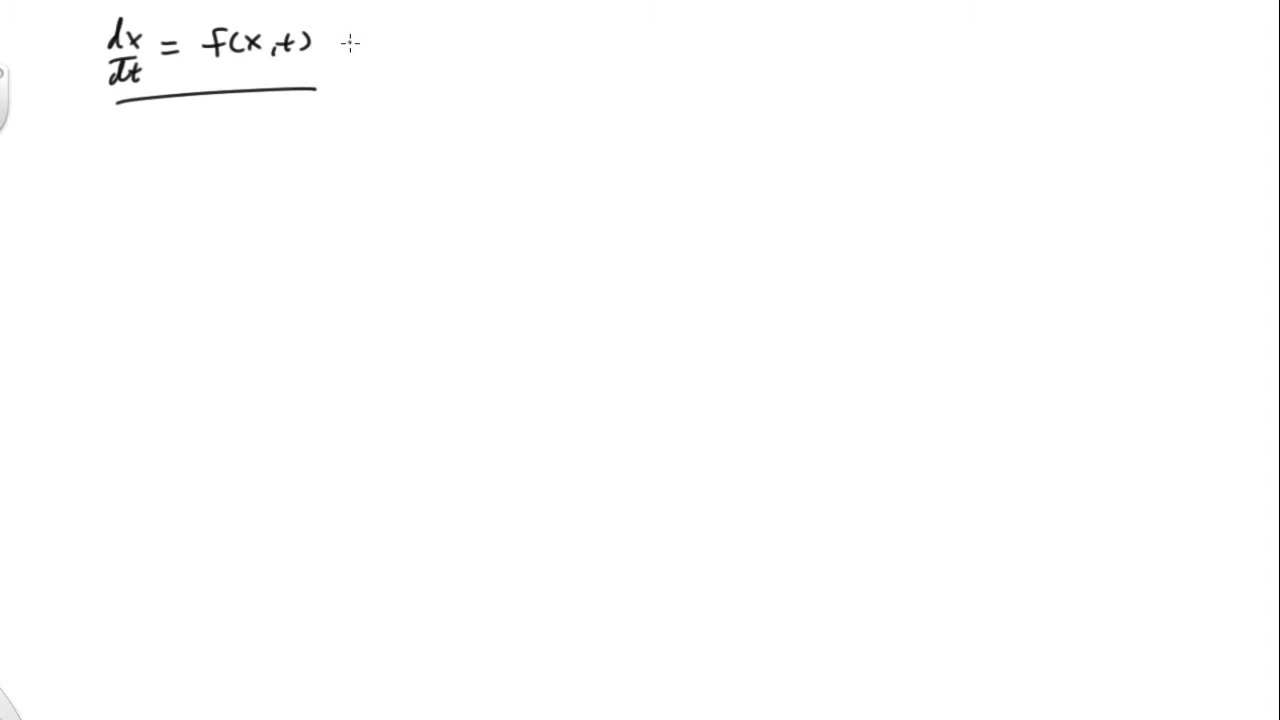 dx/dt = f(x,t)